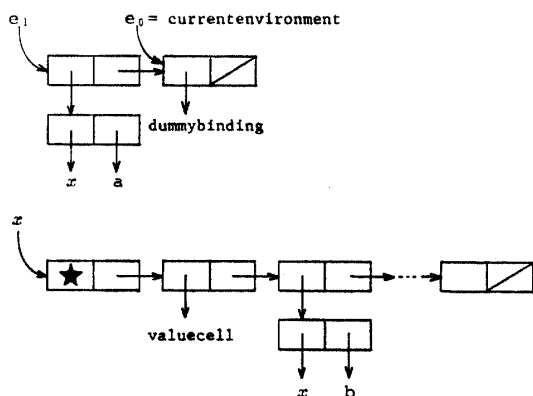 e₁
e₀ = currentenvironment
dummybinding
x a
x
valuecell
x b